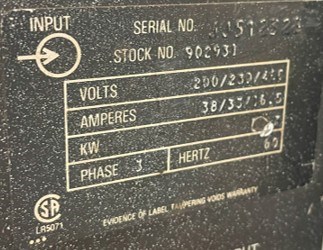 INPUT
SERIAL NO.
STOCK NO. 902931
VOLTS 200/230/460
AMPERES 38/33/16.5
KW
PHASE 3 HERTZ 60
LR5071
EVIDENCE OF LABEL TAMPERING VOIDS WARRANTY